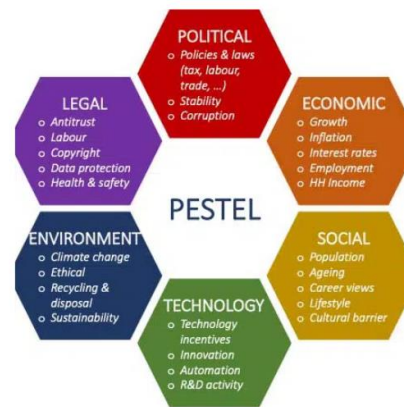 POLITICAL
o Policies & laws
(tax, labour,
trade, ...)
o Stability
o Corruption
LEGAL
o Antitrust
o Labour
o Copyright
o Data protection
o Health & safety
ECONOMIC
o Growth
o Inflation
o Interest rates
o Employment
o HH Income
PESTEL
ENVIRONMENT
o Climate change
o Ethical
o Recycling &
disposal
o Sustainability
SOCIAL
o Population
o Ageing
o Career views
o Lifestyle
o Cultural barrier
TECHNOLOGY
o Technology
incentives
o Innovation
o Automation
o R&D activity